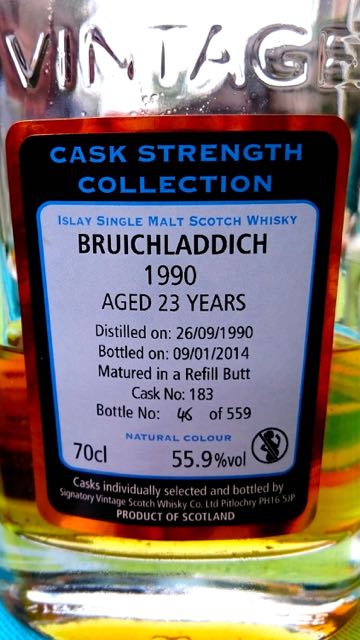 VINTAGE
CASK STRENGTH
COLLECTION
ISLAY SINGLE MALT SCOTCH WHISKY
BRUICHLADDICH
1990
AGED 23 YEARS
Distilled on: 26/09/1990
Bottled on: 09/01/2014
Matured in a Refill Butt
Cask No: 183
Bottle No: 46 of 559
NATURAL COLOUR
70cl 55.9%vol
Casks individually selected and bottled by
Signatory Vintage Scotch Whisky Co. Ltd Pitlochry PH16 5JP
PRODUCT OF SCOTLAND